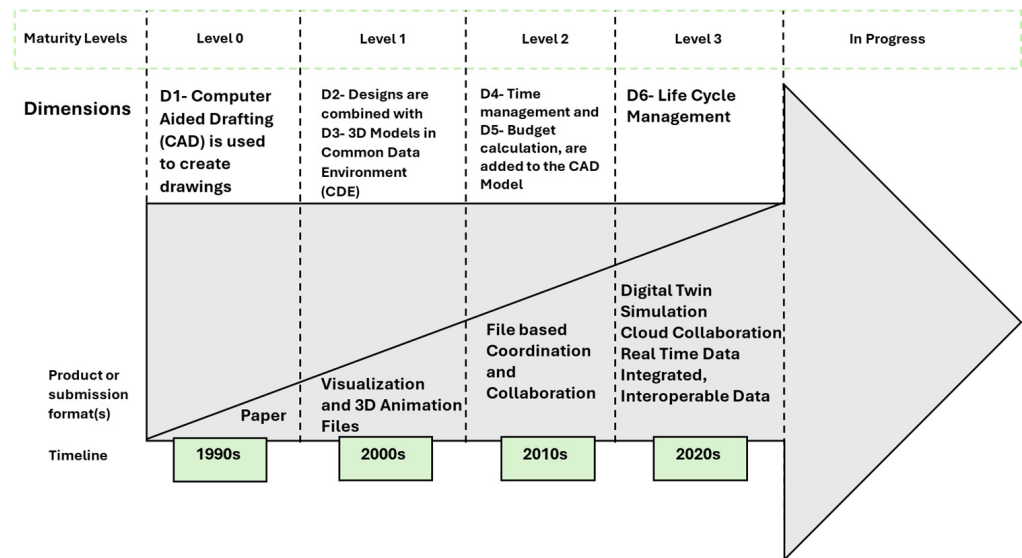 Maturity Levels
Level 0
Level 1
Level 2
Level 3
In Progress
Dimensions
D1- Computer
Aided Drafting
(CAD) is used
to create
drawings
D2- Designs are
combined with
D3- 3D Models in
Common Data
Environment
(CDE)
D4- Time
management and
D5- Budget
calculation, are
added to the CAD
Model
D6- Life Cycle
Management
Product or
submission
format(s)
Paper
Visualization
and 3D Animation
Files
File based
Coordination
and
Collaboration
Digital Twin
Simulation
Cloud Collaboration
Real Time Data
Integrated,
Interoperable Data
Timeline
1990s
2000s
2010s
2020s